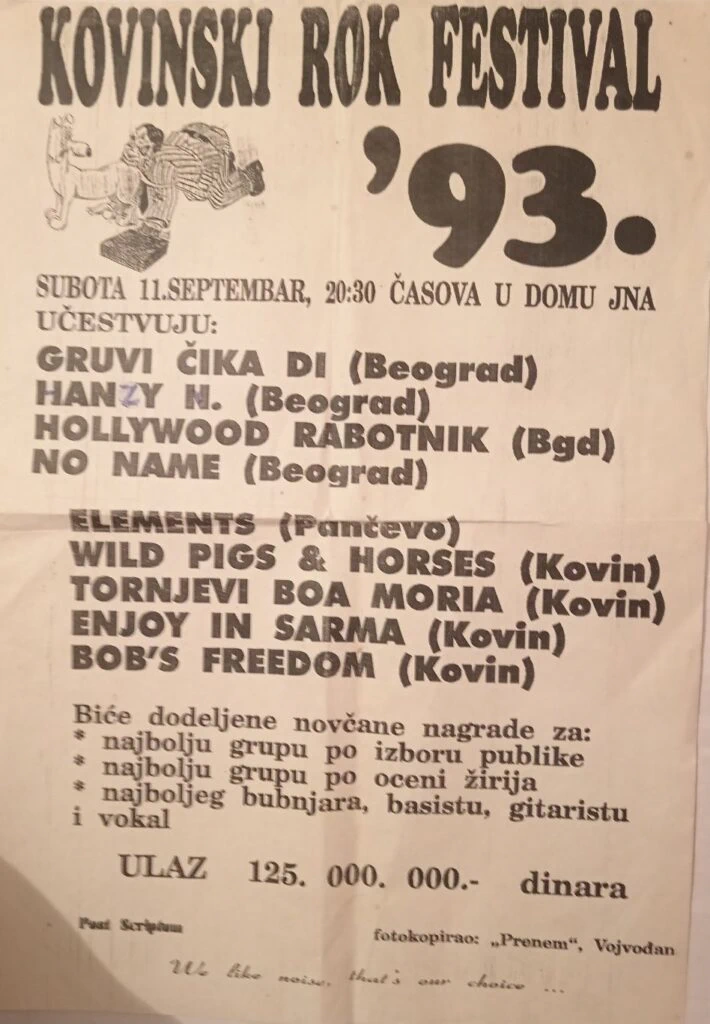 KOVINSKI ROK FESTIVAL
'93.
SUBOTA 11.SEPTEMBAR, 20:30 ČASOVA U DOMU JNA
UČESTVUJU:
GRUVI ČIKA DI (Beograd)
HANZY N. (Beograd)
HOLLYWOOD RABOTNIK (Bgd)
NO NAME (Beograd)
ELEMENTS (Pančevo)
WILD PIGS & HORSES (Kovin)
TORNJEVI BOA MORIA (Kovin)
ENJOY IN SARMA (Kovin)
BOB'S FREEDOM (Kovin)
Biće dodeljene novčane nagrade za:
* najbolju grupu po izboru publike
* najbolju grupu po oceni žirija
* najboljeg bubnjara, basistu, gitaristu
i vokal
ULAZ 125. 000. 000.- dinara
Post Scriptum
fotokopirao: „Prenem“, Vojvođan
We like noise, that's our choice ...